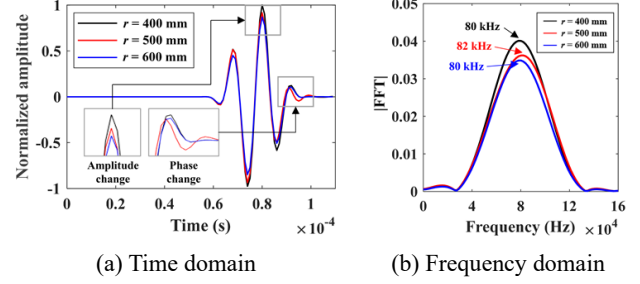 r = 400 mm
r = 500 mm
r = 600 mm
Normalized amplitude
1
0.5
0
-0.5
-1
Amplitude change
Phase change
0 0.2 0.4 0.6 0.8 1
Time (s)
× 10⁻⁴
(a) Time domain
80 kHz
82 kHz
80 kHz
r = 400 mm
r = 500 mm
r = 600 mm
|FFT|
0.05
0.04
0.03
0.02
0.01
0
0 4 8 12 16
Frequency (Hz)
× 10⁴
(b) Frequency domain